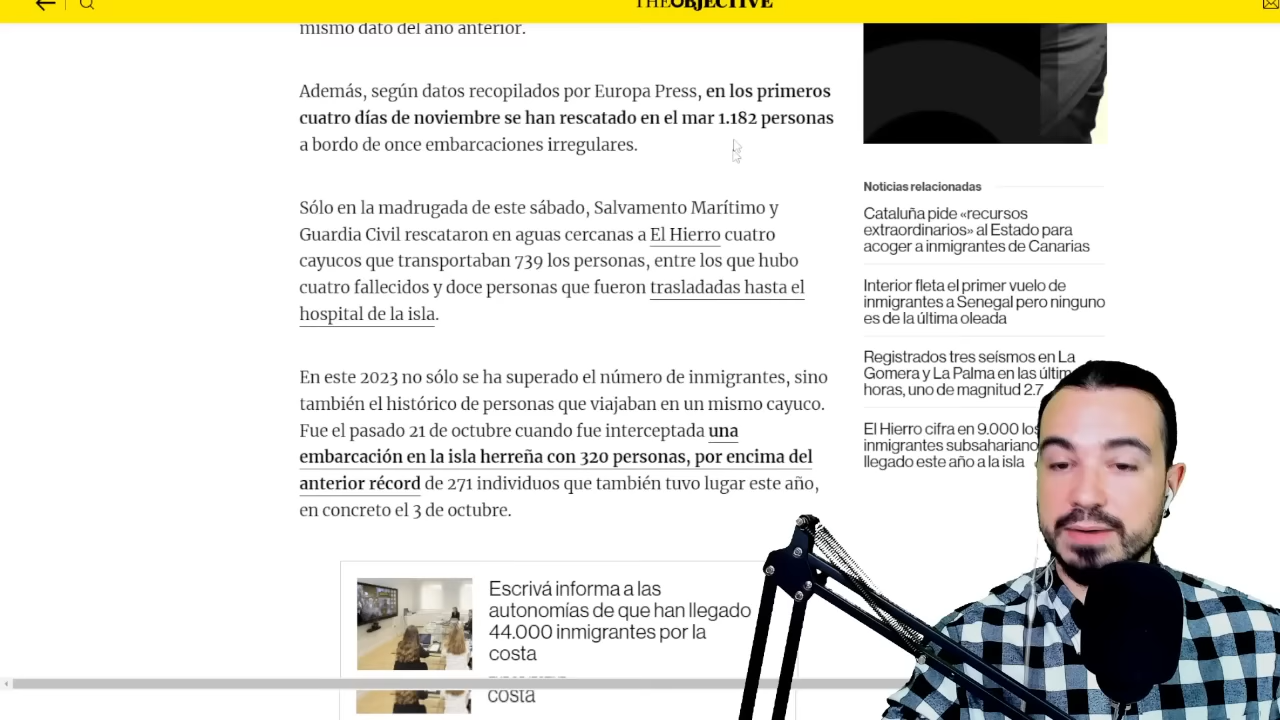 THEOBJECTIVE
mismo dato del año anterior.
Además, según datos recopilados por Europa Press, en los primeros
cuatro días de noviembre se han rescatado en el mar 1.182 personas
a bordo de once embarcaciones irregulares.
Sólo en la madrugada de este sábado, Salvamento Marítimo y
Guardia Civil rescataron en aguas cercanas a El Hierro cuatro
cayucos que transportaban 739 los personas, entre los que hubo
cuatro fallecidos y doce personas que fueron trasladadas hasta el
hospital de la isla.
En este 2023 no sólo se ha superado el número de inmigrantes, sino
también el histórico de personas que viajaban en un mismo cayuco.
Fue el pasado 21 de octubre cuando fue interceptada una
embarcación en la isla herreña con 320 personas, por encima del
anterior récord de 271 individuos que también tuvo lugar este año,
en concreto el 3 de octubre.
Escrivá informa a las
autonomías de que han llegado
44.000 inmigrantes por la
costa
costa
Noticias relacionadas
Cataluña pide «recursos
extraordinarios» al Estado para
acoger a inmigrantes de Canarias
Interior fleta el primer vuelo de
inmigrantes a Senegal pero ninguno
es de la última oleada
Registrados tres seísmos en La
Gomera y La Palma en las últim
horas, uno de magnitud 2.7
El Hierro cifra en 9.000 los
inmigrantes subsahariano
llegado este año a la isla